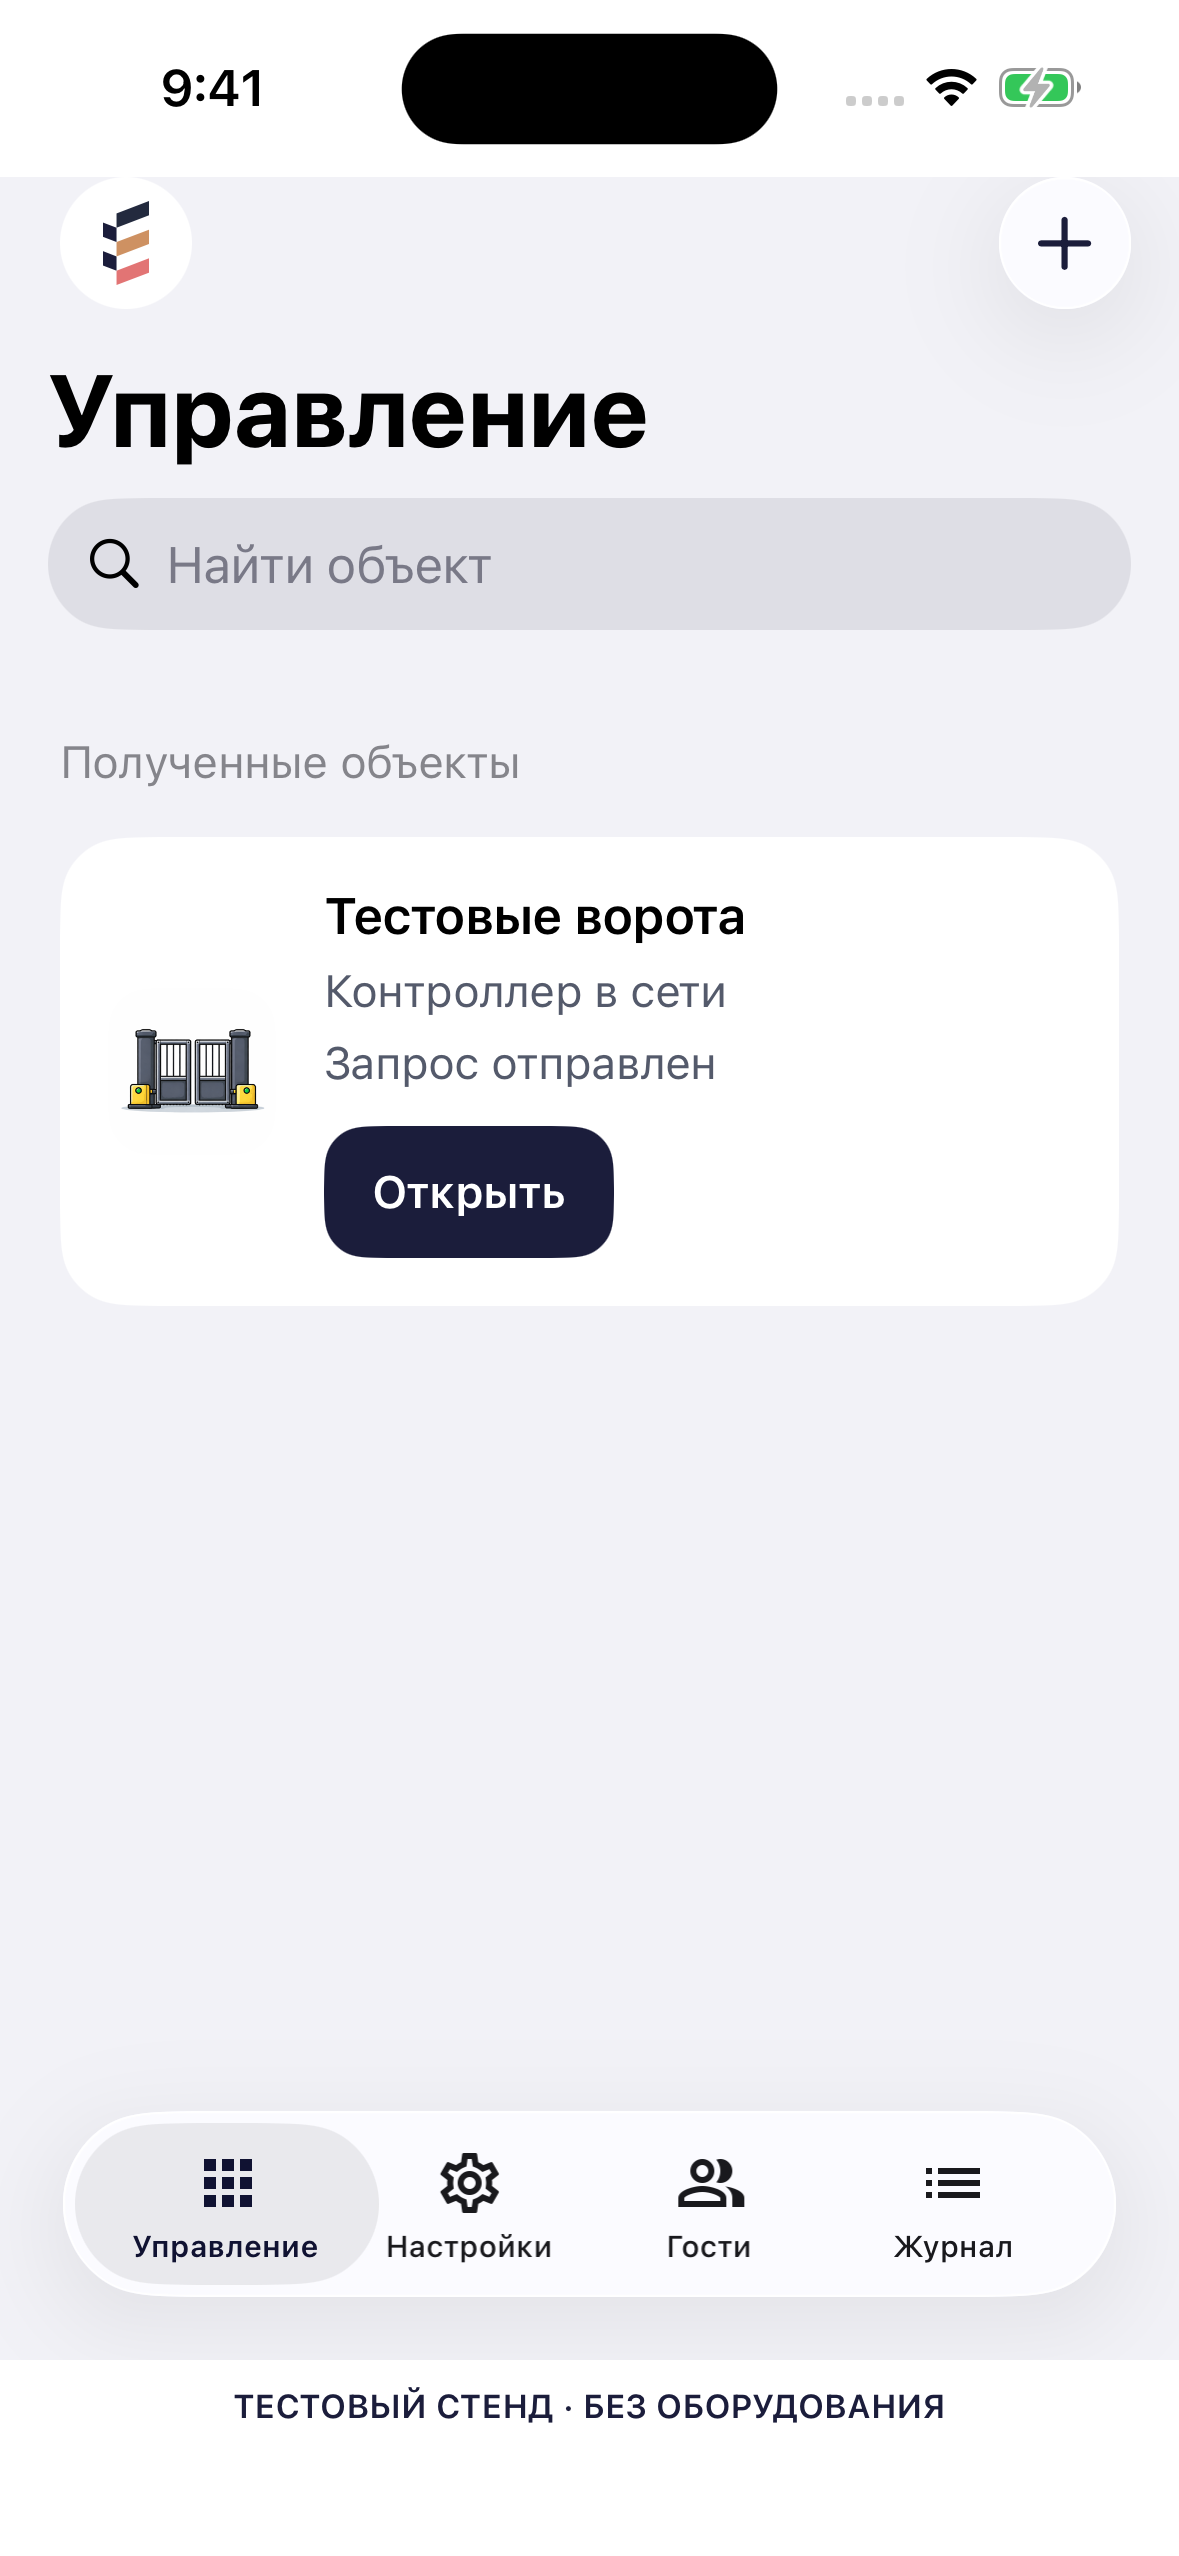 9:41
Управление
Найти объект
Полученные объекты
Тестовые ворота
Контроллер в сети
Запрос отправлен
Открыть
Управление
Настройки
Гости
Журнал
ТЕСТОВЫЙ СТЕНД · БЕЗ ОБОРУДОВАНИЯ